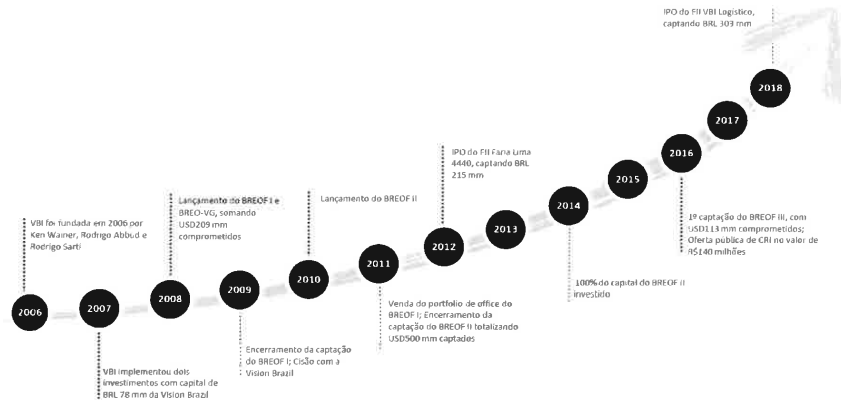 IPO do FII VBI Logístico,
captando BRL 303 mm
2018
2017
IPO do FII Faria Lima
4440, captando BRL
215 mm
2016
2015
Lançamento do BREOF I e
BREO-VG, somando
USD209 mm
comprometidos
Lançamento do BREOF II
2014
VBI foi fundada em 2006 por
Ken Wainer, Rodrigo Abbud e
Rodrigo Sarti
2013
1ª captação do BREOF III, com
USD113 mm comprometidos;
Oferta pública de CRI no valor de
R$140 milhões
2012
2011
2010
100% do capital do BREOF II
investido
2009
2008
2007
2006
Venda do portfolio de office do
BREOF I; Encerramento da
captação do BREOF II totalizando
USD500 mm captados
Encerramento da captação
do BREOF I; Cisão com a
Vision Brazil
VBI implementou dois
investimentos com capital de
BRL 78 mm da Vision Brazil